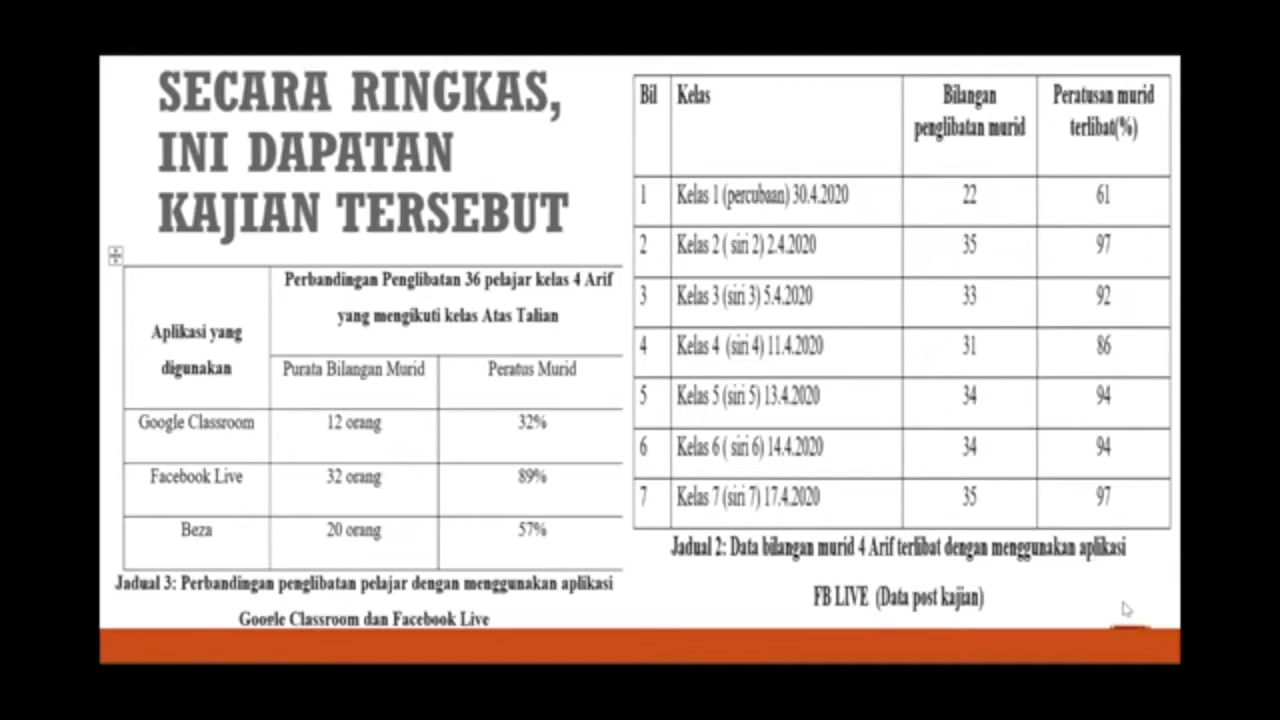 SECARA RINGKAS,
INI DAPATAN
KAJIAN TERSEBUT
Aplikasi yang
digunakan
Perbandingan Penglibatan 36 pelajar kelas 4 Arif
yang mengikuti kelas Atas Talian
Purata Bilangan Murid Peratus Murid
Google Classroom 12 orang 32%
Facebook Live 32 orang 89%
Beza 20 orang 57%
Jadual 3: Perbandingan penglibatan pelajar dengan menggunakan aplikasi
Google Classroom dan Facebook Live
Bil Kelas Bilangan Peratusan murid
penglibatan murid terlibat(%)
1 Kelas 1 (percubaan) 30.4.2020 22 61
2 Kelas 2 ( siri 2) 2.4.2020 35 97
3 Kelas 3 (siri 3) 5.4.2020 33 92
4 Kelas 4 (siri 4) 11.4.2020 31 86
5 Kelas 5 (siri 5) 13.4.2020 34 94
6 Kelas 6 ( siri 6) 14.4.2020 34 94
7 Kelas 7 (siri 7) 17.4.2020 35 97
Jadual 2: Data bilangan murid 4 Arif terlibat dengan menggunakan aplikasi
FB LIVE (Data post kajian)